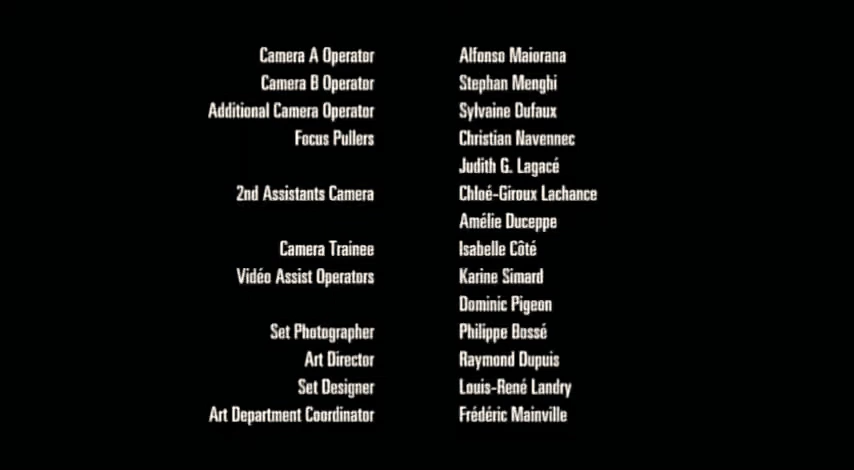 Camera A Operator Alfonso Maiorana
Camera B Operator Stephan Menghi
Additional Camera Operator Sylvaine Dufaux
Focus Pullers Christian Navennec
Judith G. Lagacé
2nd Assistants Camera Chloé-Giroux Lachance
Amélie Duceppe
Camera Trainee Isabelle Côté
Vidéo Assist Operators Karine Simard
Dominic Pigeon
Set Photographer Philippe Bossé
Art Director Raymond Dupuis
Set Designer Louis-René Landry
Art Department Coordinator Frédéric Mainville